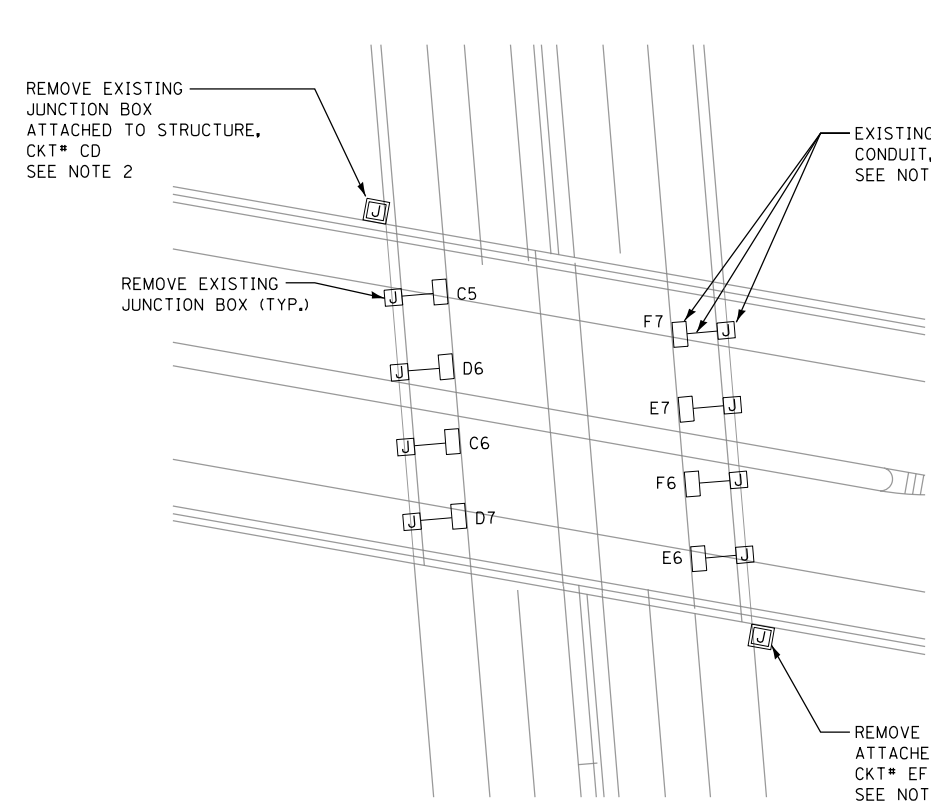 REMOVE EXISTING
JUNCTION BOX
ATTACHED TO STRUCTURE,
CKT# CD
SEE NOTE 2
EXISTING
CONDUIT,
SEE NOT
J
REMOVE EXISTING
JUNCTION BOX (TYP.)
J
C5
F7
J
J
D6
E7
J
J
C6
F6
J
J
D7
E6
J
J
REMOVE
ATTACHE
CKT# EF
SEE NOT